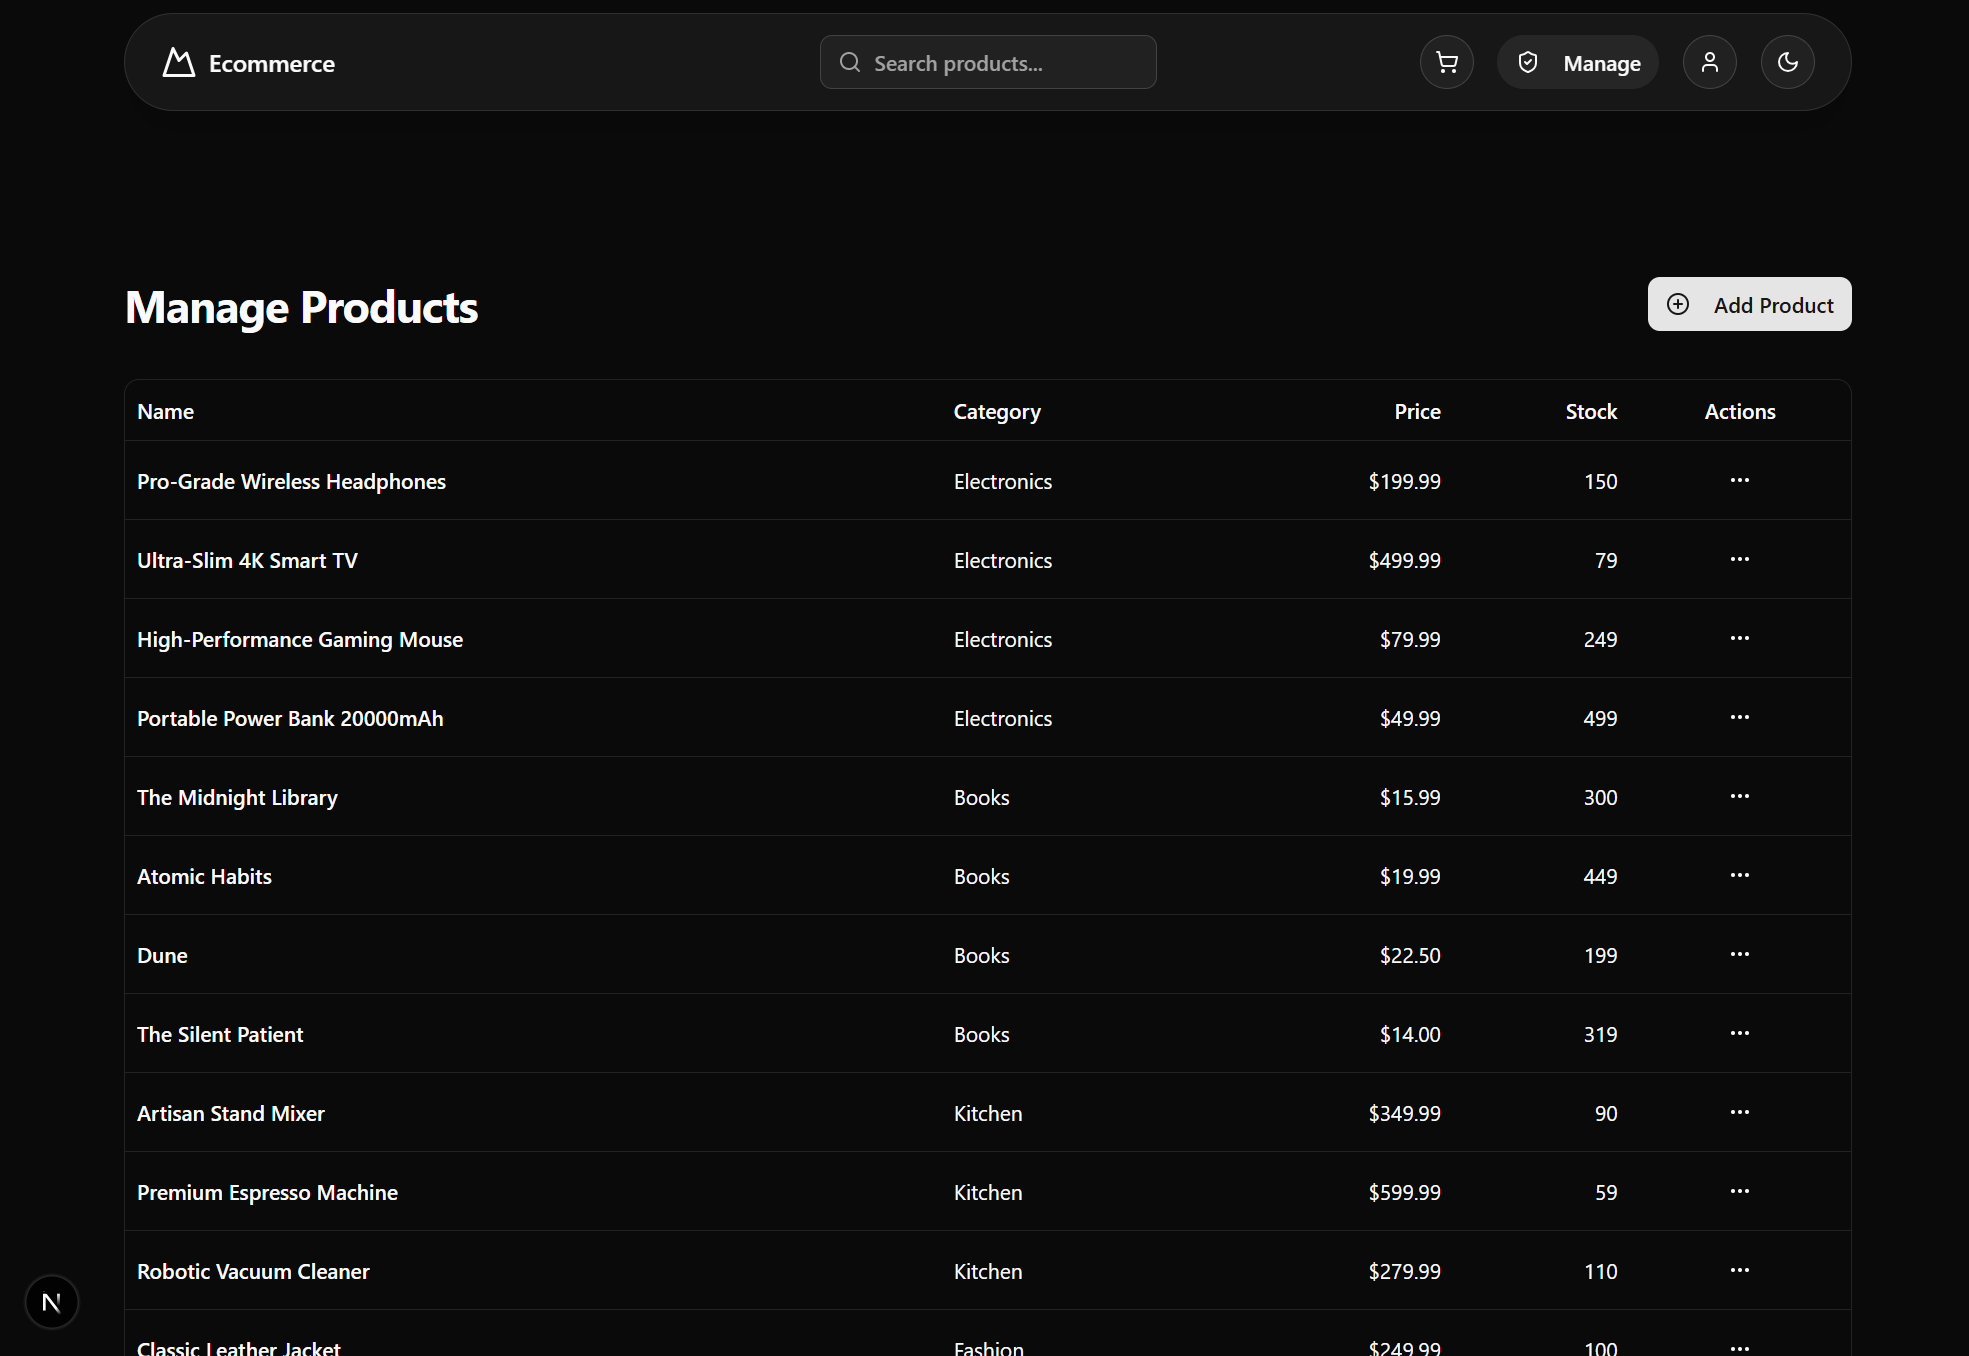 Ecommerce
Search products...
Manage
Manage Products
Add Product
Name Category Price Stock Actions
Pro-Grade Wireless Headphones Electronics $199.99 150 ...
Ultra-Slim 4K Smart TV Electronics $499.99 79 ...
High-Performance Gaming Mouse Electronics $79.99 249 ...
Portable Power Bank 20000mAh Electronics $49.99 499 ...
The Midnight Library Books $15.99 300 ...
Atomic Habits Books $19.99 449 ...
Dune Books $22.50 199 ...
The Silent Patient Books $14.00 319 ...
Artisan Stand Mixer Kitchen $349.99 90 ...
Premium Espresso Machine Kitchen $599.99 59 ...
Robotic Vacuum Cleaner Kitchen $279.99 110 ...
Classic Leather Jacket Fashion $249.99 100 ...
N